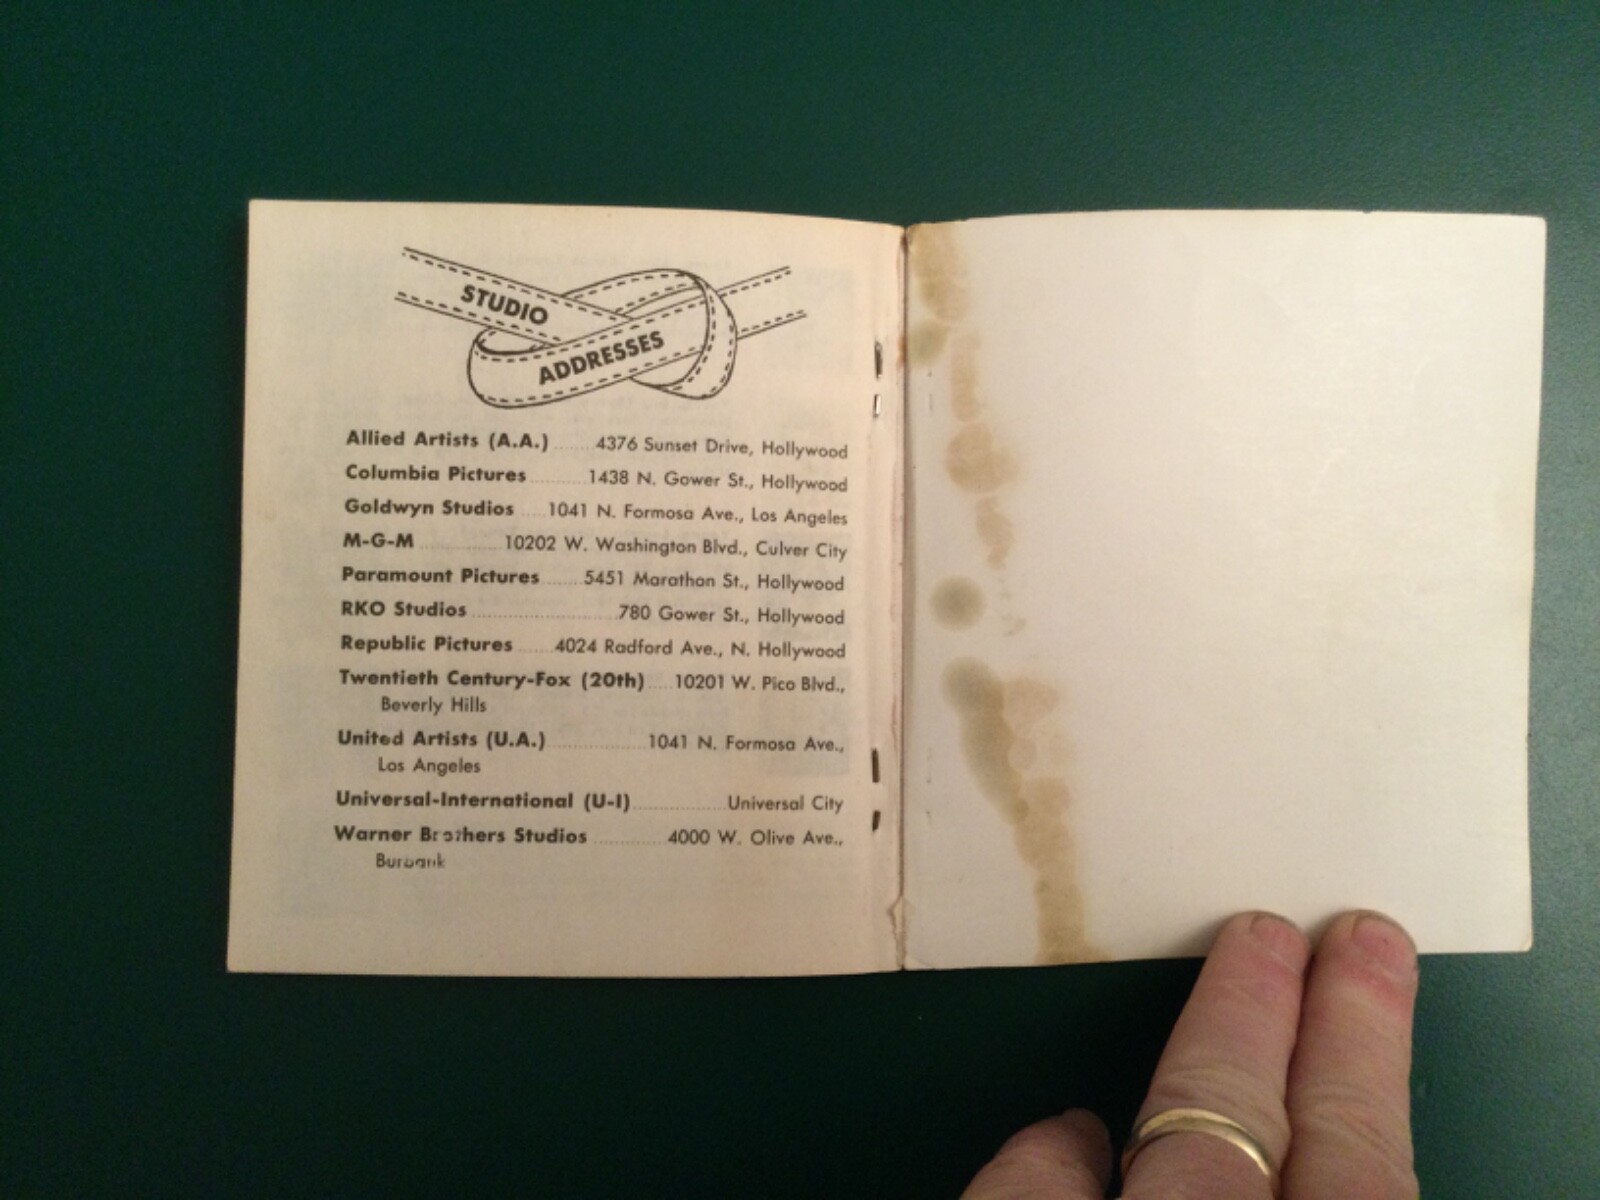 STUDIO
ADDRESSES
Allied Artists (A.A.) ...... 4376 Sunset Drive, Hollywood
Columbia Pictures .......... 1438 N. Gower St., Hollywood
Goldwyn Studios ..... 1041 N. Formosa Ave., Los Angeles
M-G-M ............... 10202 W. Washington Blvd., Culver City
Paramount Pictures ....... 5451 Marathon St., Hollywood
RKO Studios .......................... 780 Gower St., Hollywood
Republic Pictures ...... 4024 Radford Ave., N. Hollywood
Twentieth Century-Fox (20th) .... 10201 W. Pico Blvd.,
Beverly Hills
United Artists (U.A.) .................. 1041 N. Formosa Ave.,
Los Angeles
Universal-International (U-I) ................ Universal City
Warner Brothers Studios ............. 4000 W. Olive Ave.,
Burbank